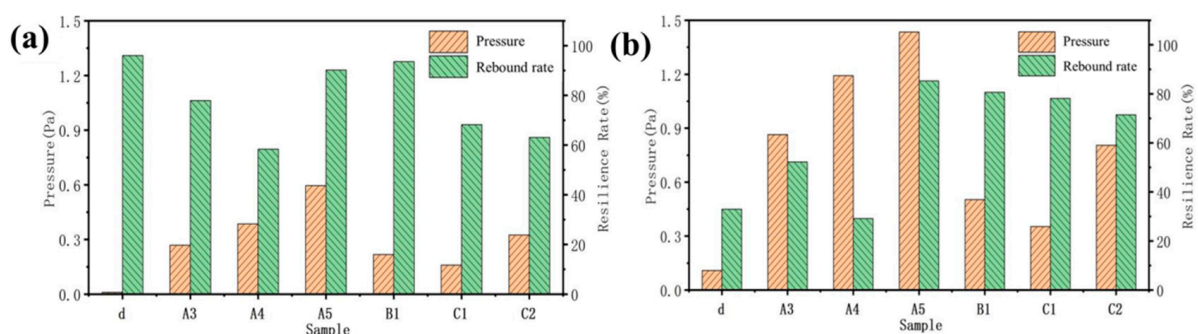 (a)
Pressure
Rebound rate
Pressure(Pa)
1.5
1.2
0.9
0.6
0.3
0.0
Resilience Rate(%)
100
80
60
40
20
0
d A3 A4 A5 B1 C1 C2
Sample
(b)
Pressure
Rebound rate
Pressure(Pa)
1.5
1.2
0.9
0.6
0.3
0.0
Resilience Rate(%)
100
80
60
40
20
0
d A3 A4 A5 B1 C1 C2
Sample